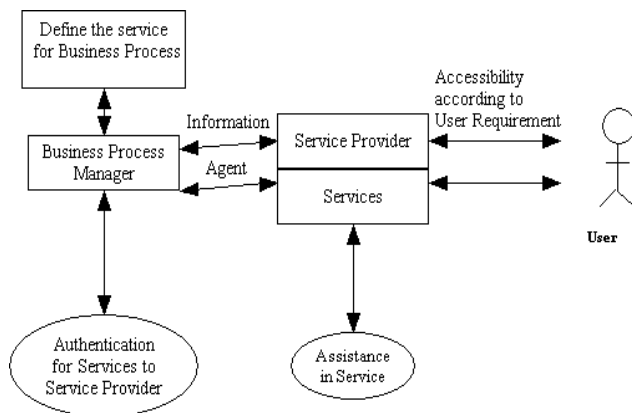 Define the service
for Business Process
Accessibility
according to
User Requirement
Information
Business Process
Manager
Agent
Service Provider
Services
User
Authentication
for Services to
Service Provider
Assistance
in Service